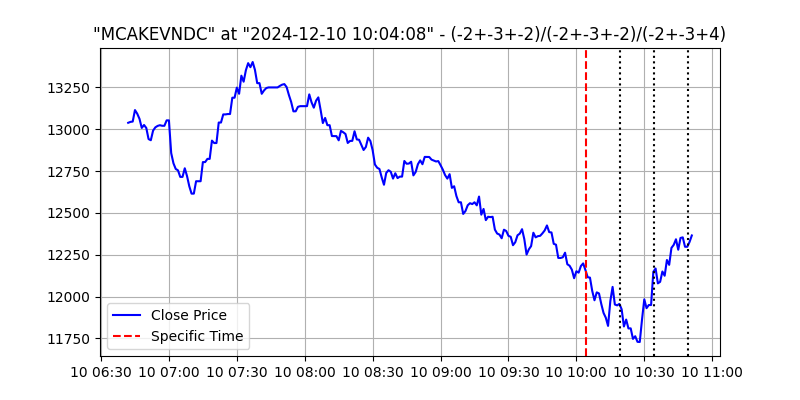 "MCAKEVNDC" at "2024-12-10 10:04:08" - (-2+-3+-2)/(-2+-3+-2)/(-2+-3+4)
13250
13000
12750
12500
12250
12000
11750
Close Price
Specific Time
10 06:30 10 07:00 10 07:30 10 08:00 10 08:30 10 09:00 10 09:30 10 10:00 10 10:30 10 11:00